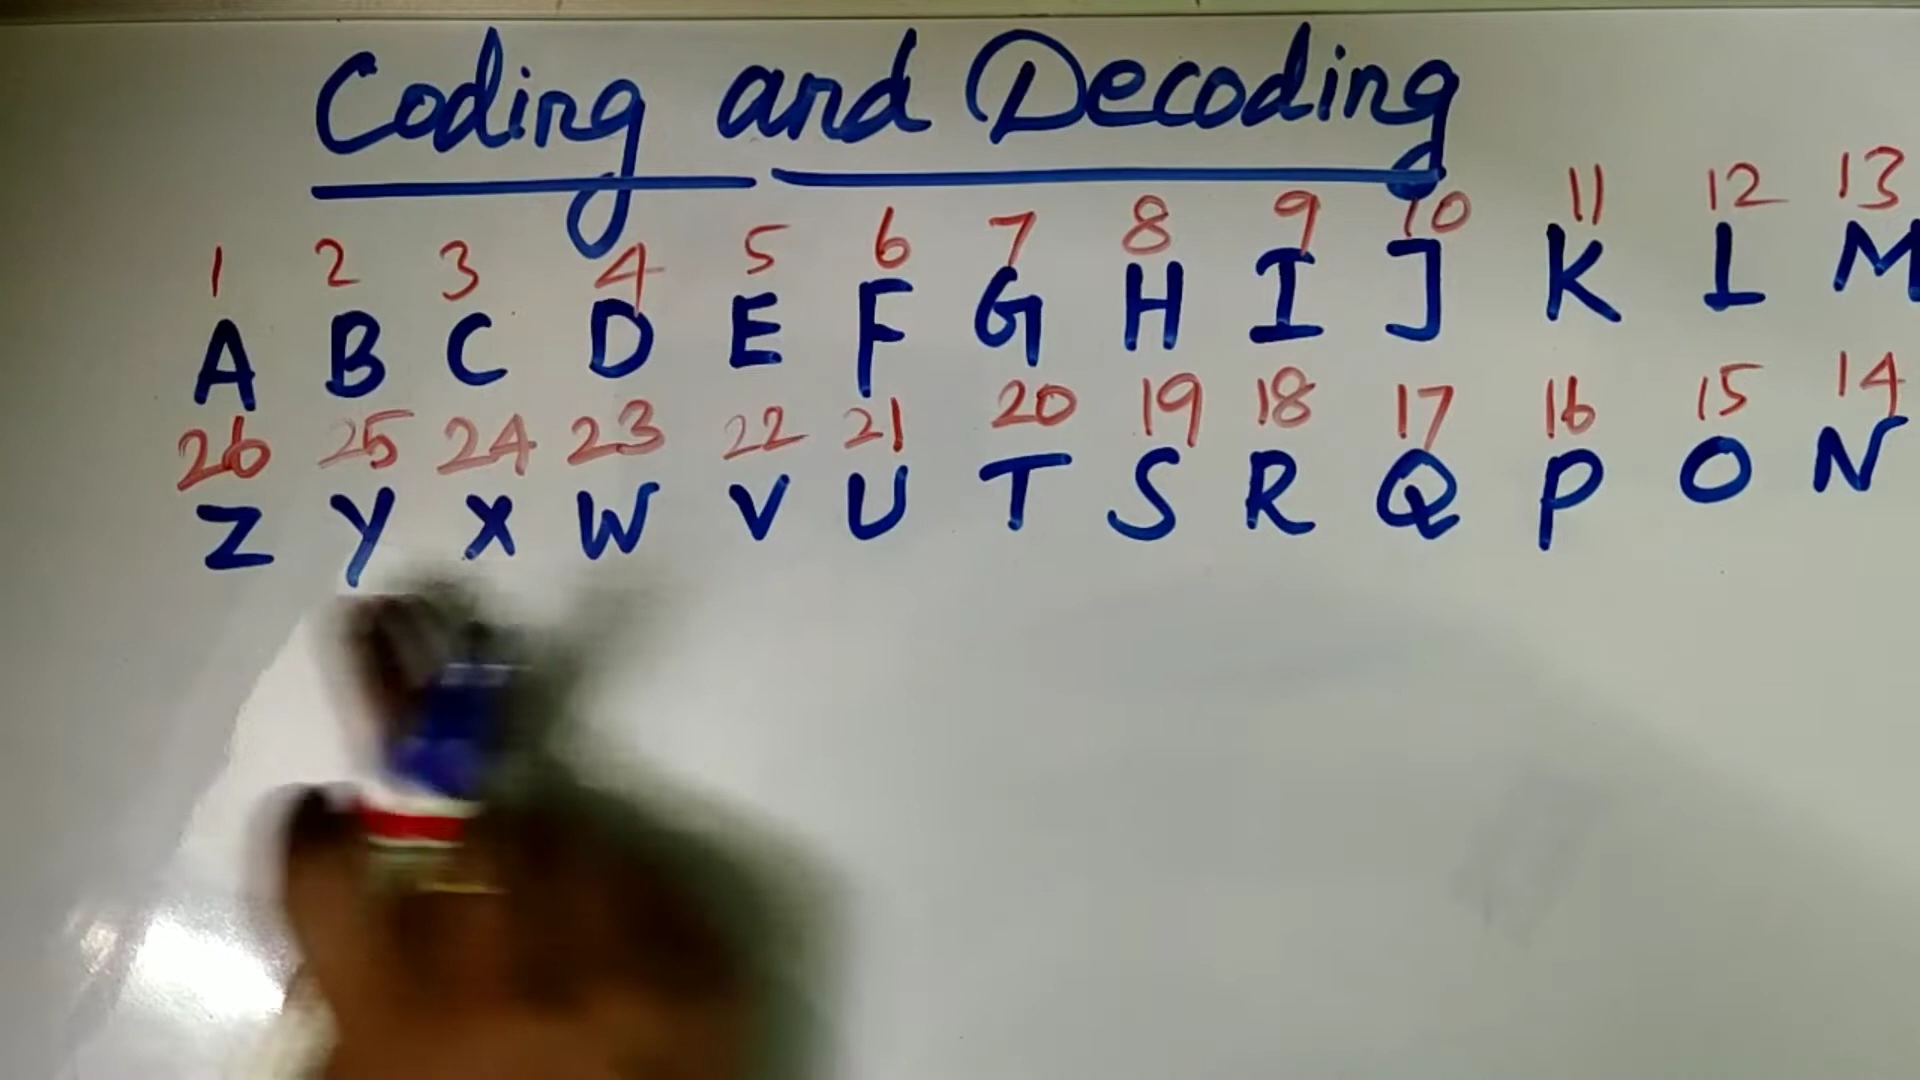 Coding and Decoding
1 2 3 4 5 6 7 8 9 10 11 12 13
A B C D E F G H I J K L M
26 25 24 23 22 21 20 19 18 17 16 15 14
Z Y X W V U T S R Q P O N